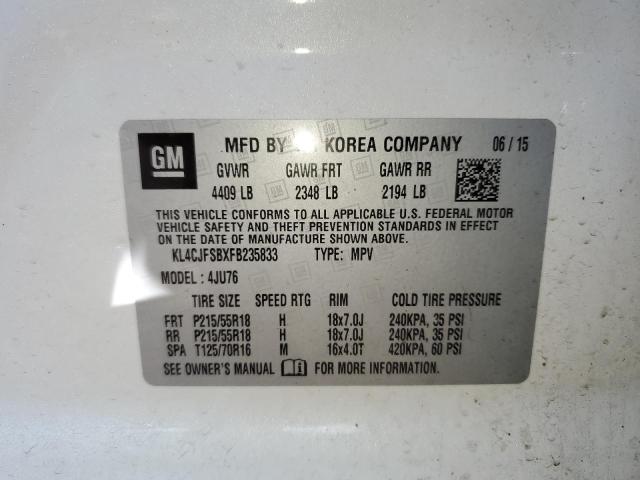 GM MFD BY KOREA COMPANY 06/15
GVWR GAWR FRT GAWR RR
4409 LB 2348 LB 2194 LB
THIS VEHICLE CONFORMS TO ALL APPLICABLE U.S. FEDERAL MOTOR
VEHICLE SAFETY AND THEFT PREVENTION STANDARDS IN EFFECT ON
THE DATE OF MANUFACTURE SHOWN ABOVE.
KL4CJFSBXFB235833 TYPE: MPV
MODEL : 4JU76
TIRE SIZE SPEED RTG RIM COLD TIRE PRESSURE
FRT P215/55R18 H 18x7.0J 240KPA, 35 PSI
RR P215/55R18 H 18x7.0J 240KPA, 35 PSI
SPA T125/70R16 M 16x4.0T 420KPA, 60 PSI
SEE OWNER'S MANUAL FOR MORE INFORMATION.